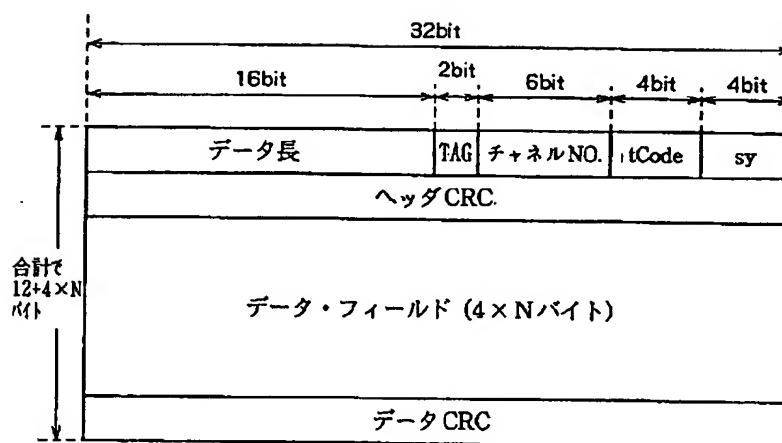 32bit
16bit
2bit
6bit
4bit
4bit
データ長
TAG
チャネルNO.
tCode
sy
ヘッダCRC.
合計で
12+4×N
バイト
データ・フィールド (4×Nバイト)
データCRC